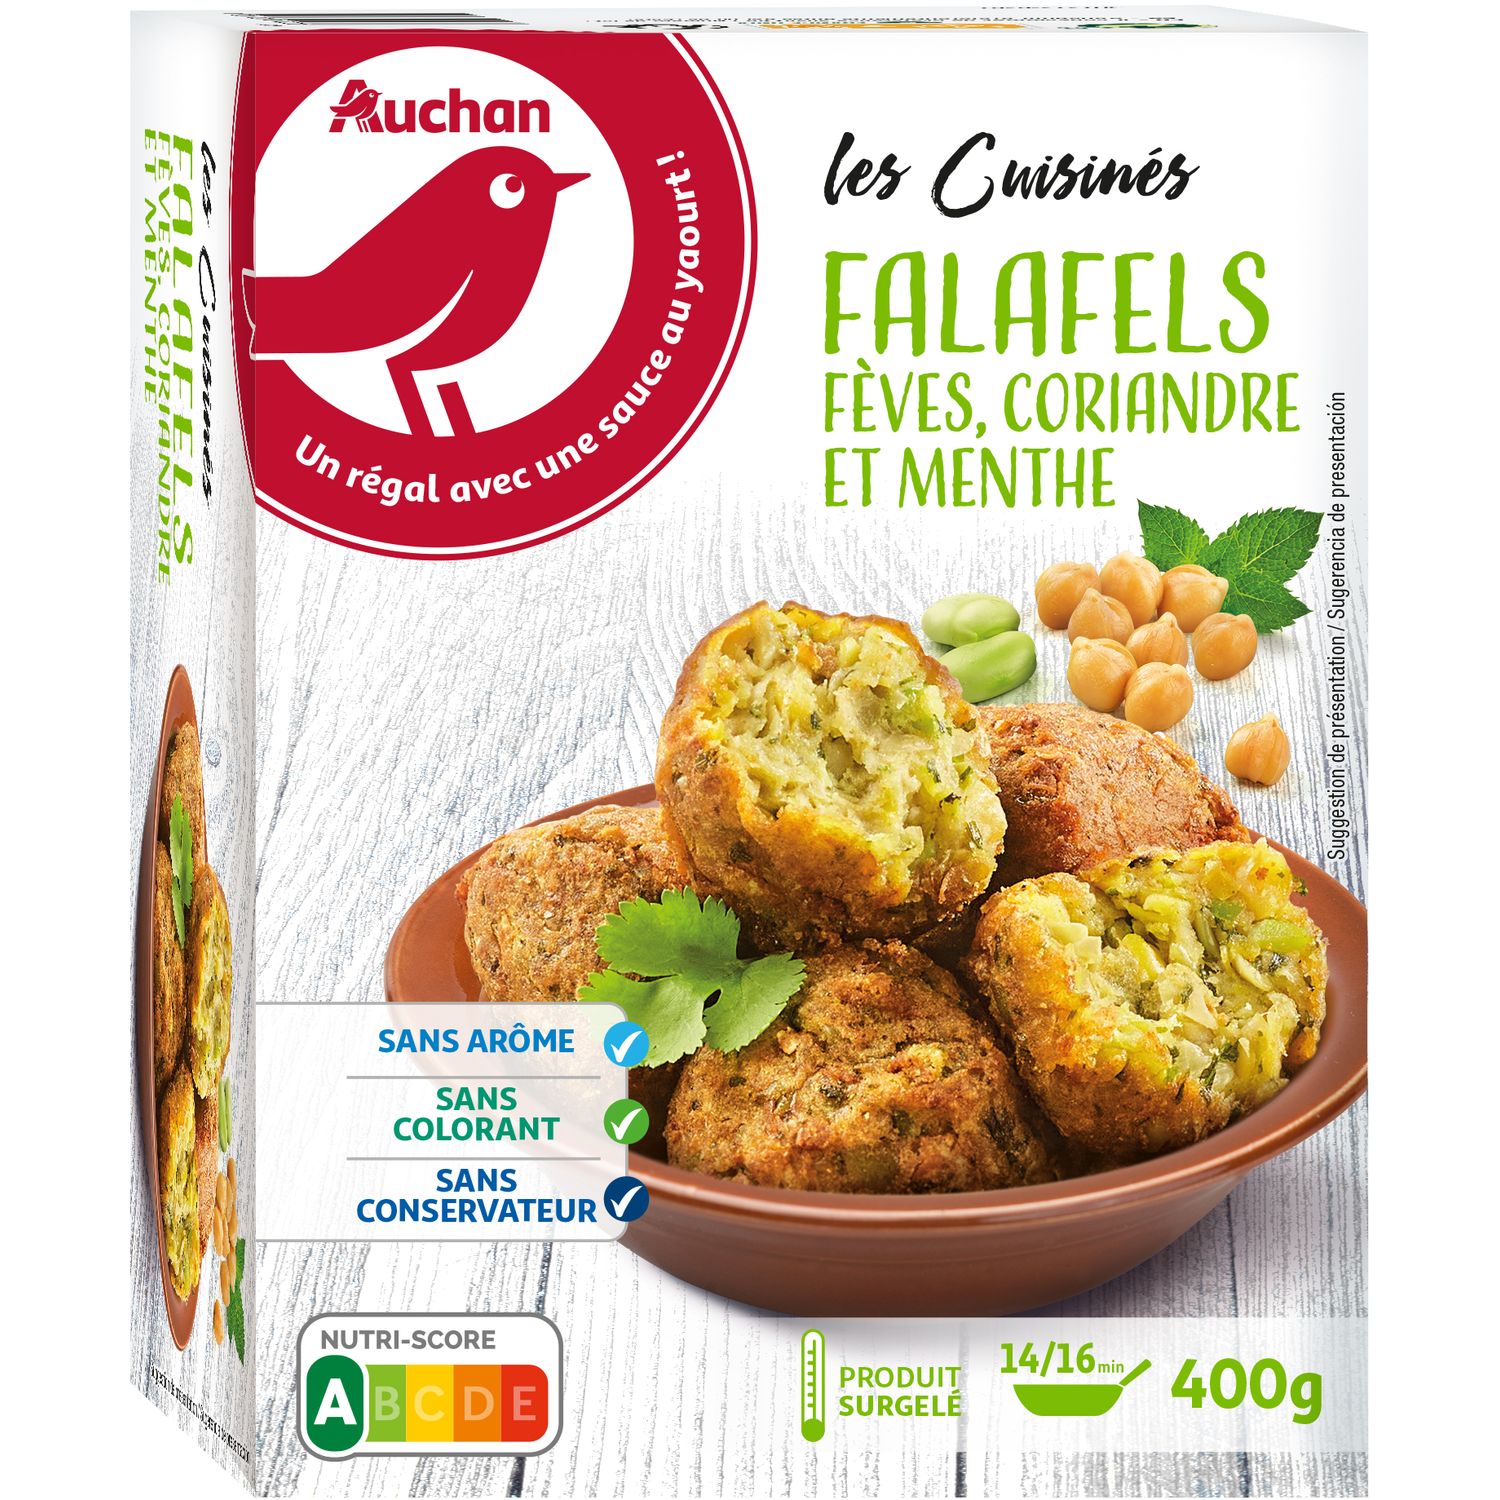 Auchan
Un régal avec une sauce au yaourt !
les Cuisinés
FALAFELS
FÈVES, CORIANDRE
ET MENTHE
Suggestion de présentation / Sugerencia de presentación
SANS ARÔME
SANS
COLORANT
SANS
CONSERVATEUR
NUTRI-SCORE
A B C D E
PRODUIT
SURGELÉ
14/16 min
400g
les Cuisinés
FALAFELS
FÈVES, CORIANDRE
ET MENTHE